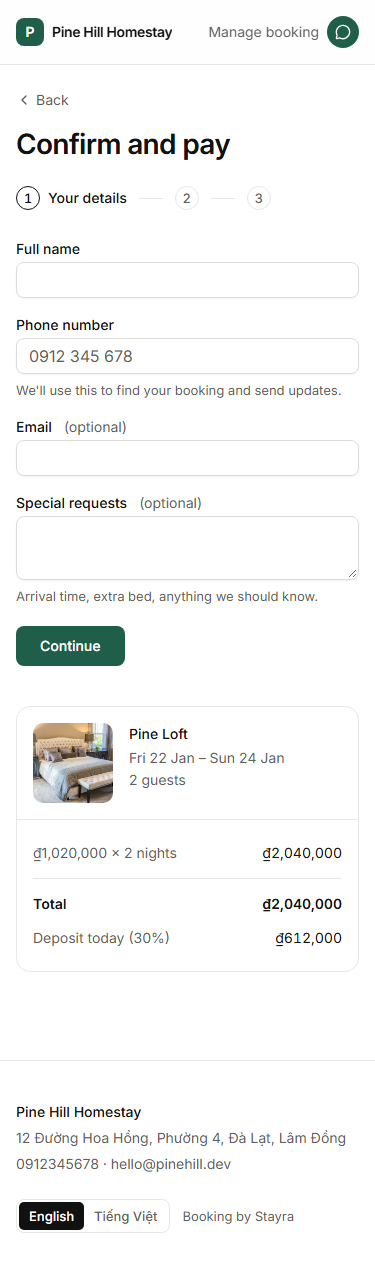 P Pine Hill Homestay Manage booking
Back
Confirm and pay
1 Your details 2 3
Full name
Phone number
0912 345 678
We'll use this to find your booking and send updates.
Email (optional)
Special requests (optional)
Arrival time, extra bed, anything we should know.
Continue
Pine Loft
Fri 22 Jan – Sun 24 Jan
2 guests
₫1,020,000 × 2 nights ₫2,040,000
Total ₫2,040,000
Deposit today (30%) ₫612,000
Pine Hill Homestay
12 Đường Hoa Hồng, Phường 4, Đà Lạt, Lâm Đồng
0912345678 · hello@pinehill.dev
English Tiếng Việt Booking by Stayra